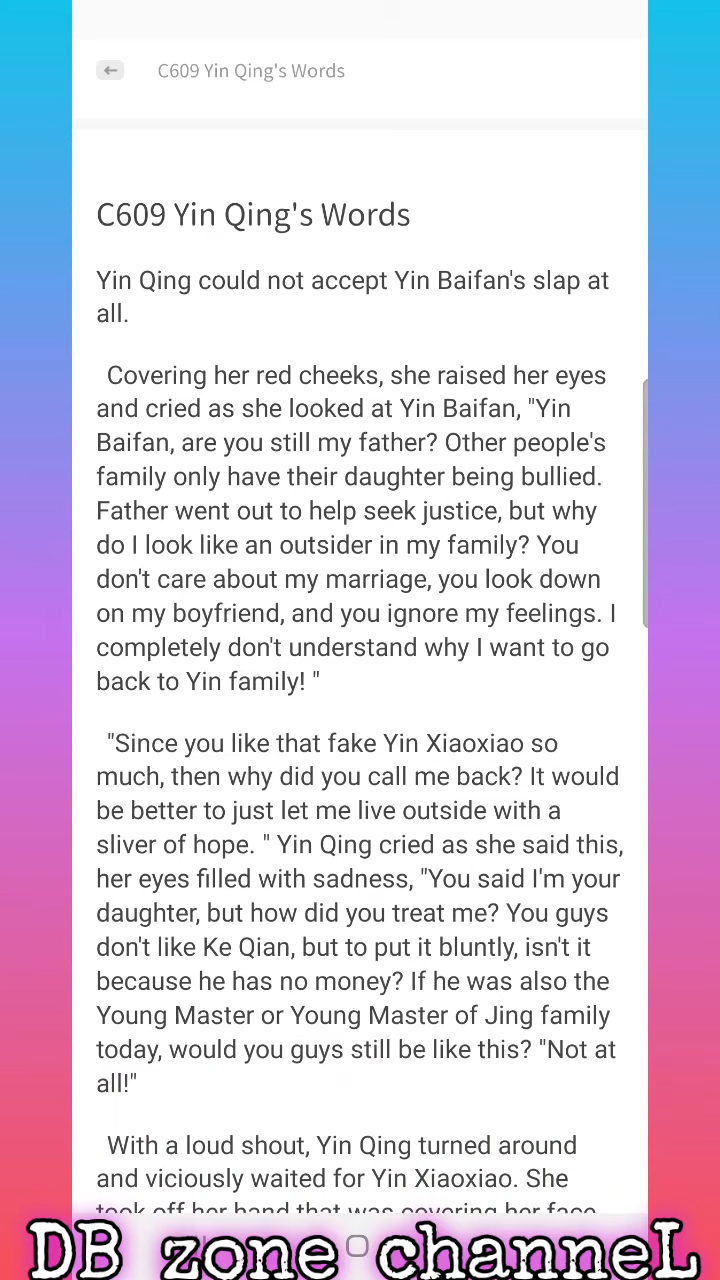 C609 Yin Qing's Words
C609 Yin Qing's Words
Yin Qing could not accept Yin Baifan's slap at
all.
Covering her red cheeks, she raised her eyes
and cried as she looked at Yin Baifan, "Yin
Baifan, are you still my father? Other people's
family only have their daughter being bullied.
Father went out to help seek justice, but why
do I look like an outsider in my family? You
don't care about my marriage, you look down
on my boyfriend, and you ignore my feelings. I
completely don't understand why I want to go
back to Yin family! "
"Since you like that fake Yin Xiaoxiao so
much, then why did you call me back? It would
be better to just let me live outside with a
sliver of hope. " Yin Qing cried as she said this,
her eyes filled with sadness, "You said I'm your
daughter, but how did you treat me? You guys
don't like Ke Qian, but to put it bluntly, isn't it
because he has no money? If he was also the
Young Master or Young Master of Jing family
today, would you guys still be like this? "Not at
all!"
With a loud shout, Yin Qing turned around
and viciously waited for Yin Xiaoxiao. She
took off her hand that was covering her face
DB zone channeL